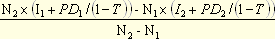 N₂ x (I₁ + PD₁ /(1 − T)) − N₁ x (I₂ + PD₂ /(1 − T))
N₂ − N₁